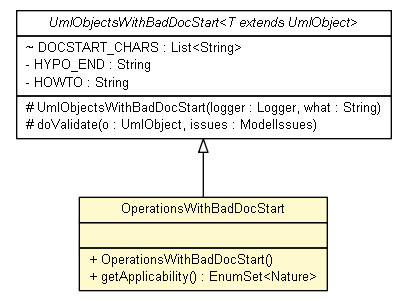 UmlObjectsWithBadDocStart<T extends UmlObject>
~ DOCSTART_CHARS : List<String>
- HYPO_END : String
- HOWTO : String
# UmlObjectsWithBadDocStart(logger : Logger, what : String)
# doValidate(o : UmlObject, issues : ModelIssues)
OperationsWithBadDocStart
+ OperationsWithBadDocStart()
+ getApplicability() : EnumSet<Nature>